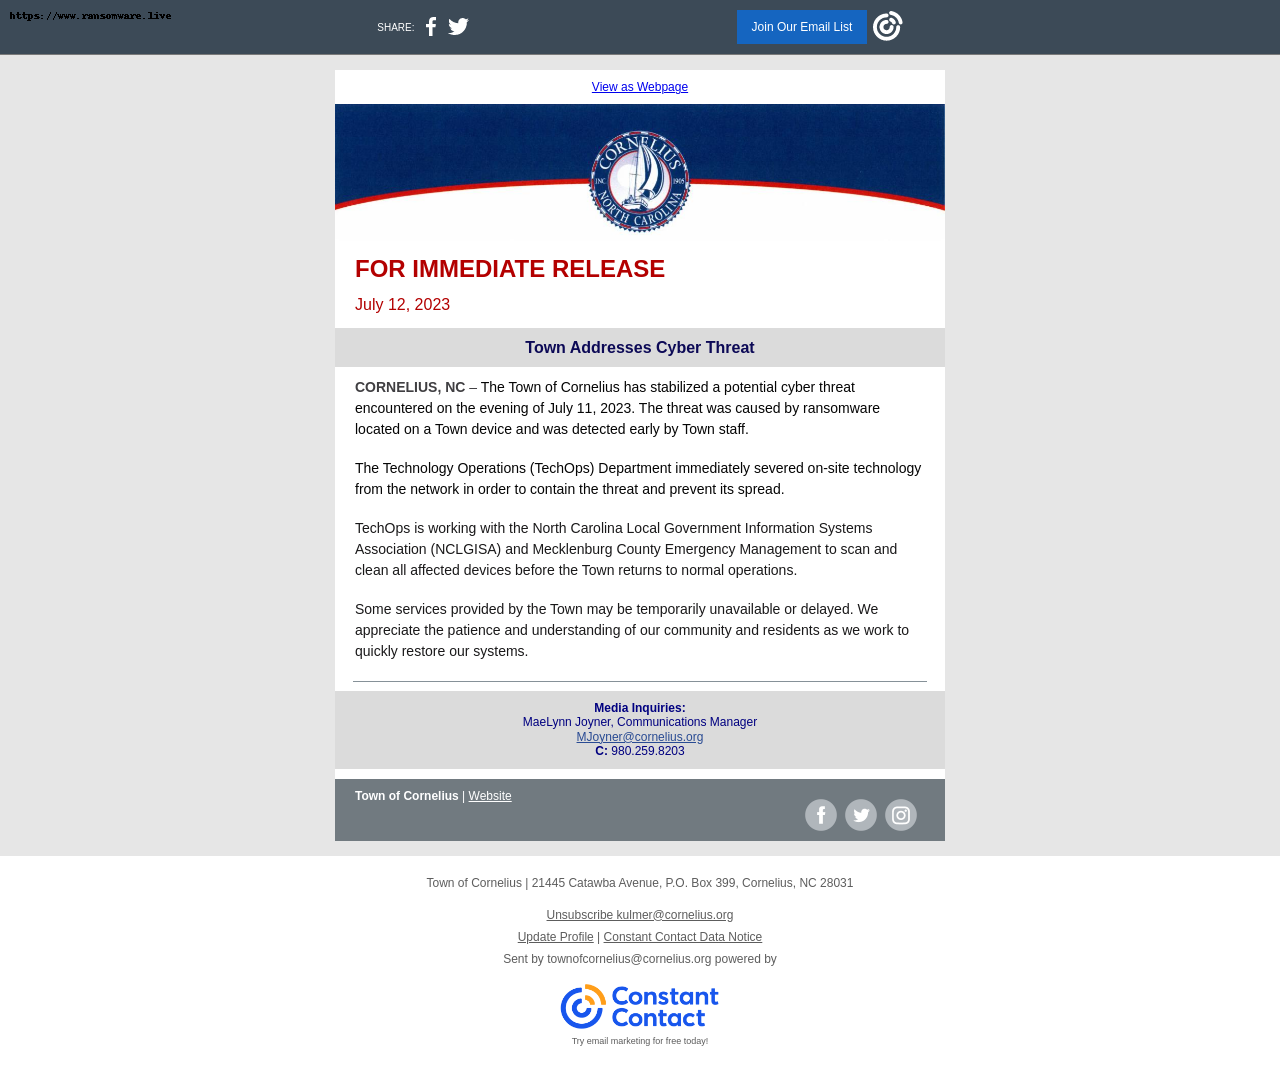 https://www.ransomware.live
SHARE:
Join Our Email List
View as Webpage
CORNELIUS
INC 1905
NORTH CAROLINA
FOR IMMEDIATE RELEASE
July 12, 2023
Town Addresses Cyber Threat
CORNELIUS, NC – The Town of Cornelius has stabilized a potential cyber threat
encountered on the evening of July 11, 2023. The threat was caused by ransomware
located on a Town device and was detected early by Town staff.
The Technology Operations (TechOps) Department immediately severed on-site technology
from the network in order to contain the threat and prevent its spread.
TechOps is working with the North Carolina Local Government Information Systems
Association (NCLGISA) and Mecklenburg County Emergency Management to scan and
clean all affected devices before the Town returns to normal operations.
Some services provided by the Town may be temporarily unavailable or delayed. We
appreciate the patience and understanding of our community and residents as we work to
quickly restore our systems.
Media Inquiries:
MaeLynn Joyner, Communications Manager
MJoyner@cornelius.org
C: 980.259.8203
Town of Cornelius | Website
Town of Cornelius | 21445 Catawba Avenue, P.O. Box 399, Cornelius, NC 28031
Unsubscribe kulmer@cornelius.org
Update Profile | Constant Contact Data Notice
Sent by townofcornelius@cornelius.org powered by
Constant
Contact
Try email marketing for free today!